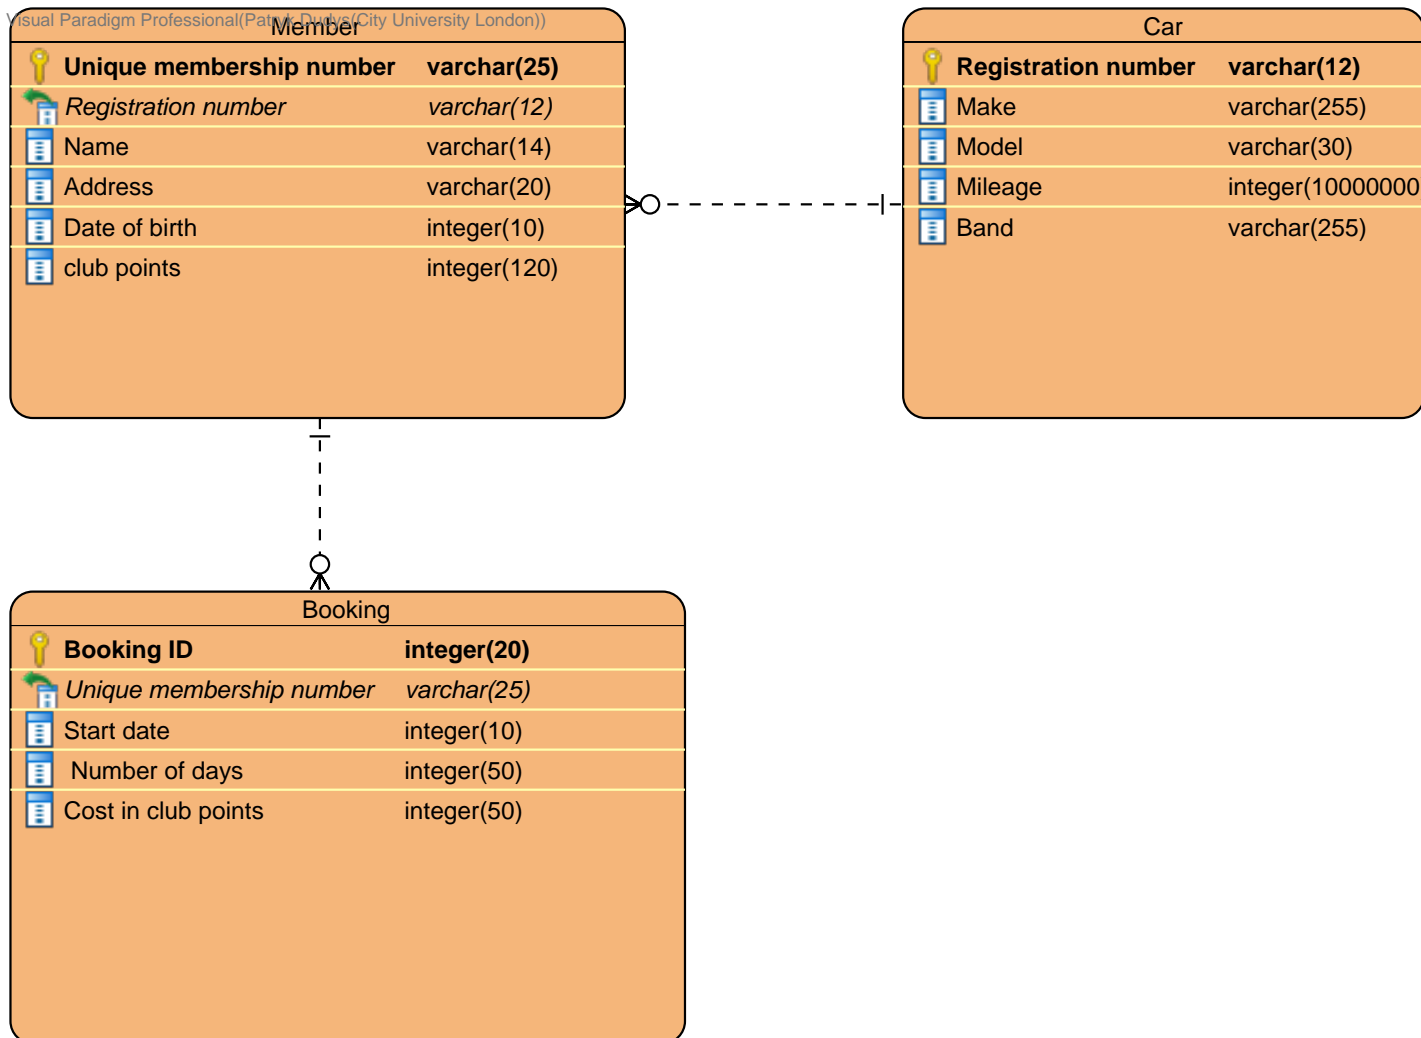 Visual Paradigm Professional(Patryk Dudys(City University London))
Member
Unique membership number varchar(25)
Registration number varchar(12)
Name varchar(14)
Address varchar(20)
Date of birth integer(10)
club points integer(120)
Car
Registration number varchar(12)
Make varchar(255)
Model varchar(30)
Mileage integer(10000000
Band varchar(255)
Booking
Booking ID integer(20)
Unique membership number varchar(25)
Start date integer(10)
Number of days integer(50)
Cost in club points integer(50)